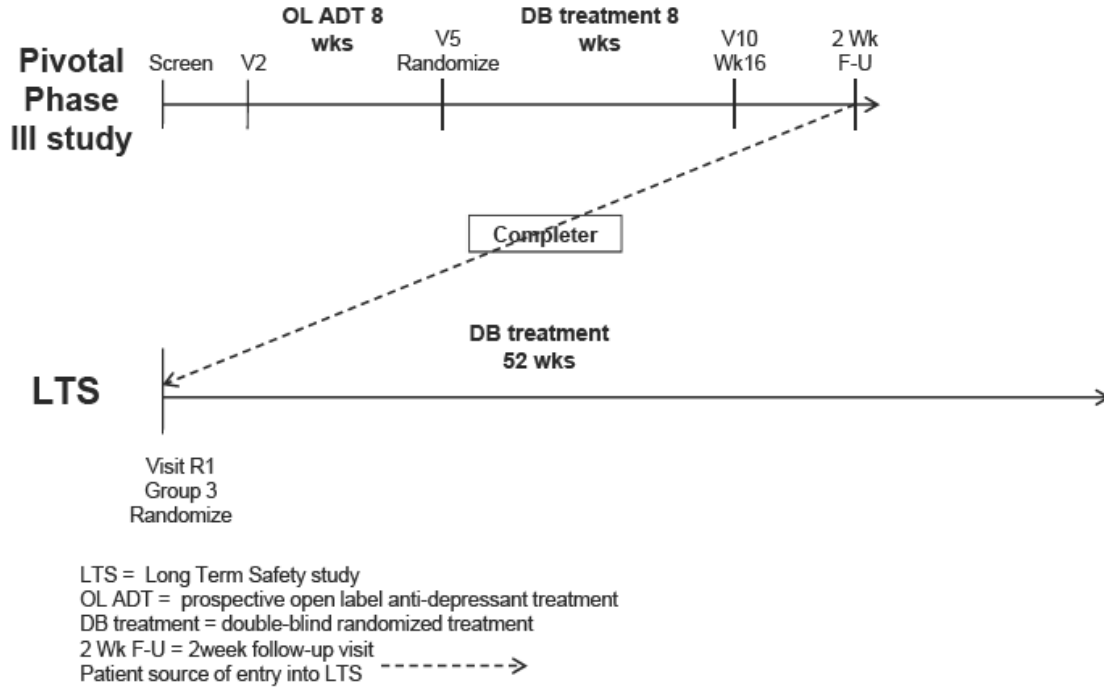 OL ADT 8
wks
DB treatment 8
wks
Pivotal
Phase
III study
Screen
V2
V5
Randomize
V10
Wk16
2 Wk
F-U
Completer
DB treatment
52 wks
LTS
Visit R1
Group 3
Randomize
LTS = Long Term Safety study
OL ADT = prospective open label anti-depressant treatment
DB treatment = double-blind randomized treatment
2 Wk F-U = 2week follow-up visit
Patient source of entry into LTS